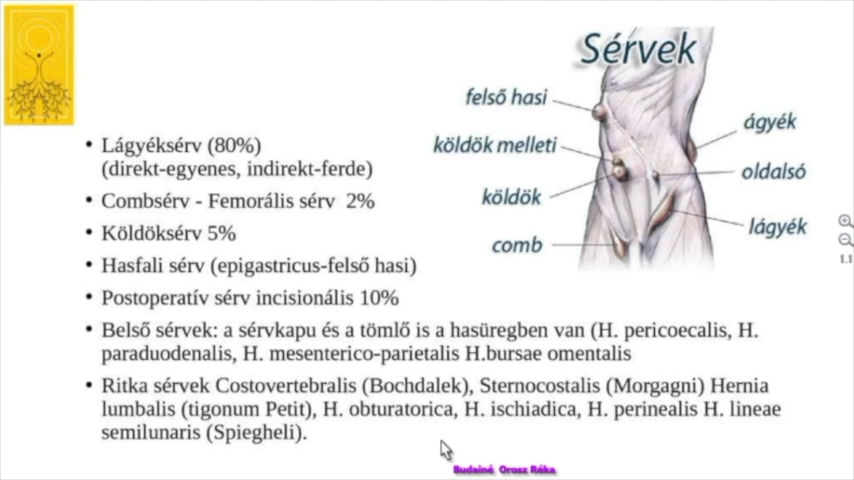 Sérvek
felső hasi
ágyék
köldök melleti
oldalsó
köldök
lágyék
comb
• Lágyéksérv (80%)
(direkt-egyenes, indirekt-ferde)
• Combsérv - Femorális sérv 2%
• Köldöksérv 5%
• Hasfali sérv (epigastricus-felső hasi)
• Postoperatív sérv incisionális 10%
• Belső sérvek: a sérvkapu és a tömlő is a hasüregben van (H. pericoecalis, H.
paraduodenalis, H. mesenterico-parietalis H.bursae omentalis
• Ritka sérvek Costovertebralis (Bochdalek), Sternocostalis (Morgagni) Hernia
lumbalis (tigonum Petit), H. obturatorica, H. ischiadica, H. perinealis H. lineae
semilunaris (Spiegheli).
Budainé Orosz Réka
1.1